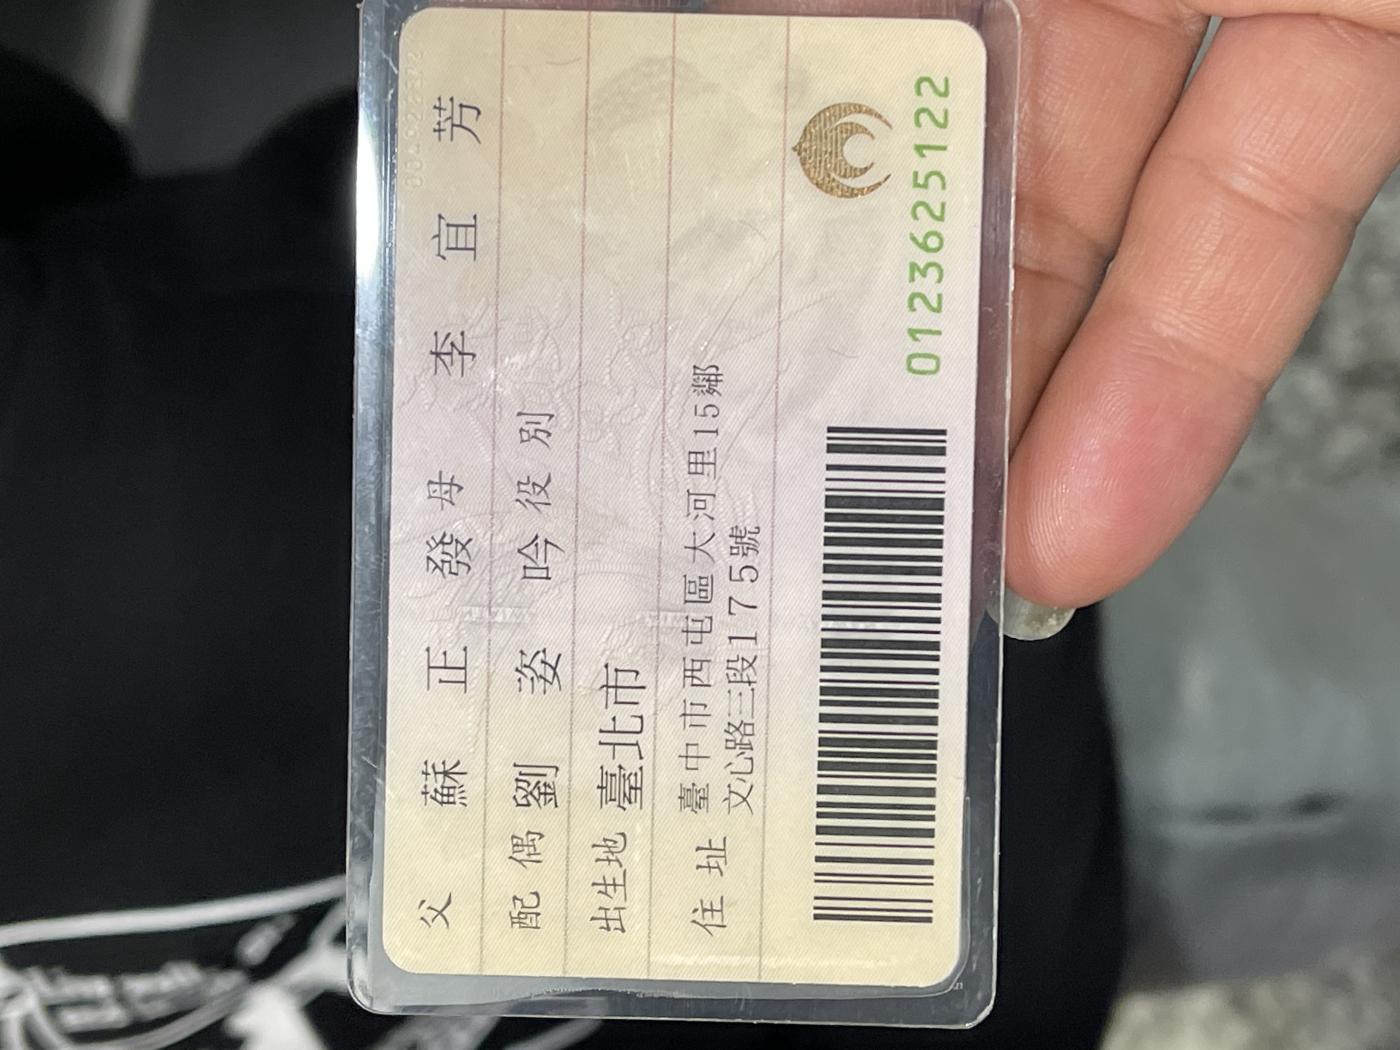 父 蘇正發 母 李宜芳
配偶 劉姿吟 役別
出生地 臺北市
住址 臺中市西屯區大河里15鄰
文心路三段175號
0123625122